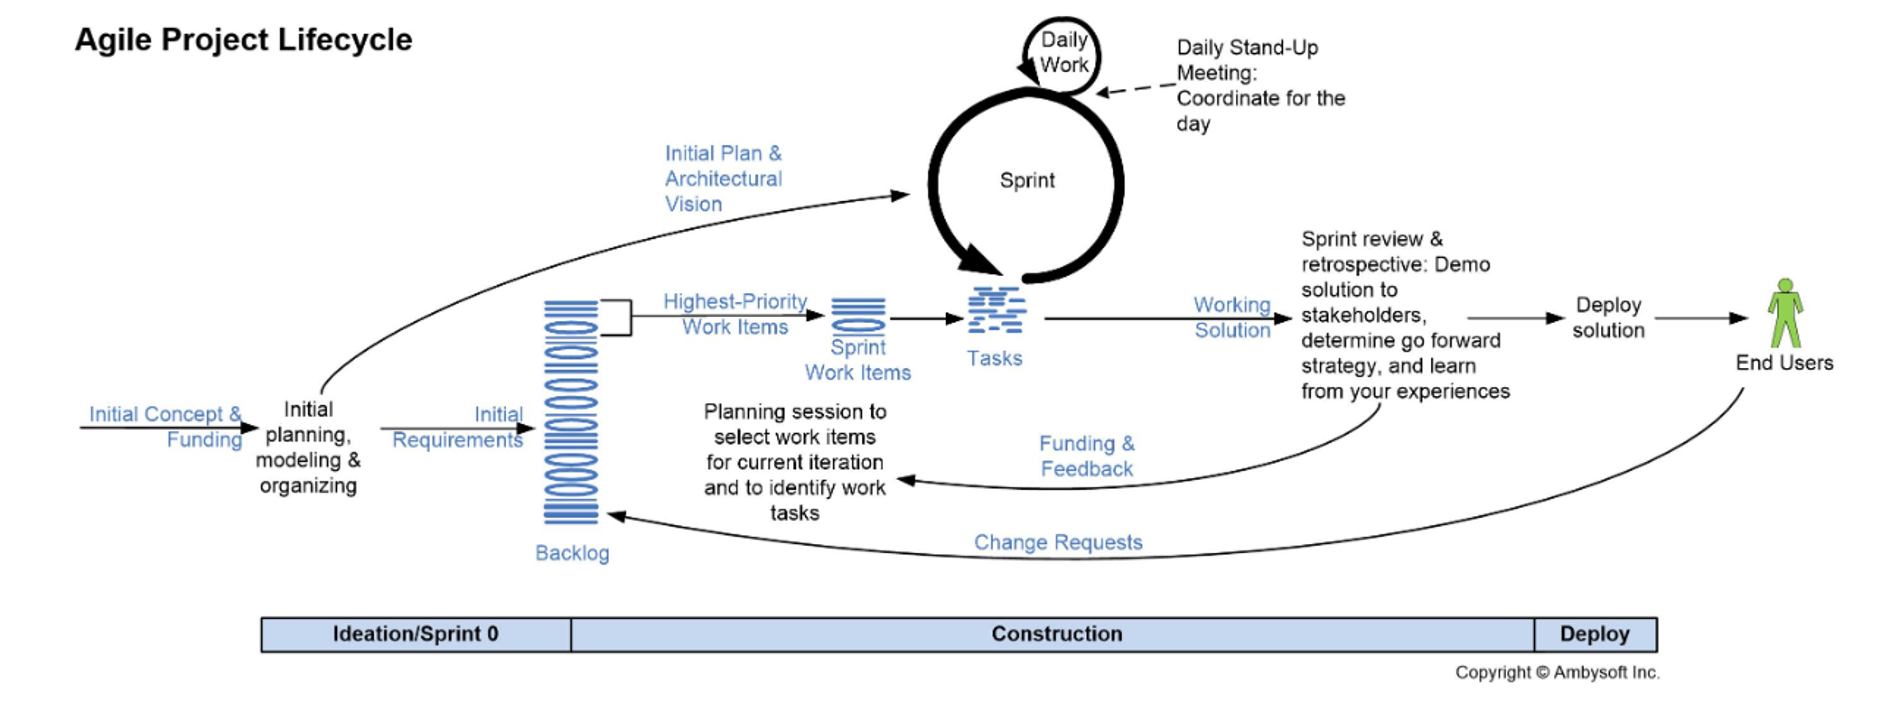 Agile Project Lifecycle
Daily
Work
Daily Stand-Up
Meeting:
Coordinate for the
day
Initial Plan &
Architectural
Vision
Sprint
Sprint review &
retrospective: Demo
solution to
stakeholders,
determine go forward
strategy, and learn
from your experiences
Highest-Priority
Work Items
Sprint
Work Items
Tasks
Working
Solution
Deploy
solution
End Users
Initial Concept &
Funding
Initial
planning,
modeling &
organizing
Initial
Requirements
Planning session to
select work items
for current iteration
and to identify work
tasks
Funding &
Feedback
Change Requests
Backlog
Ideation/Sprint 0
Construction
Deploy
Copyright © Ambysoft Inc.